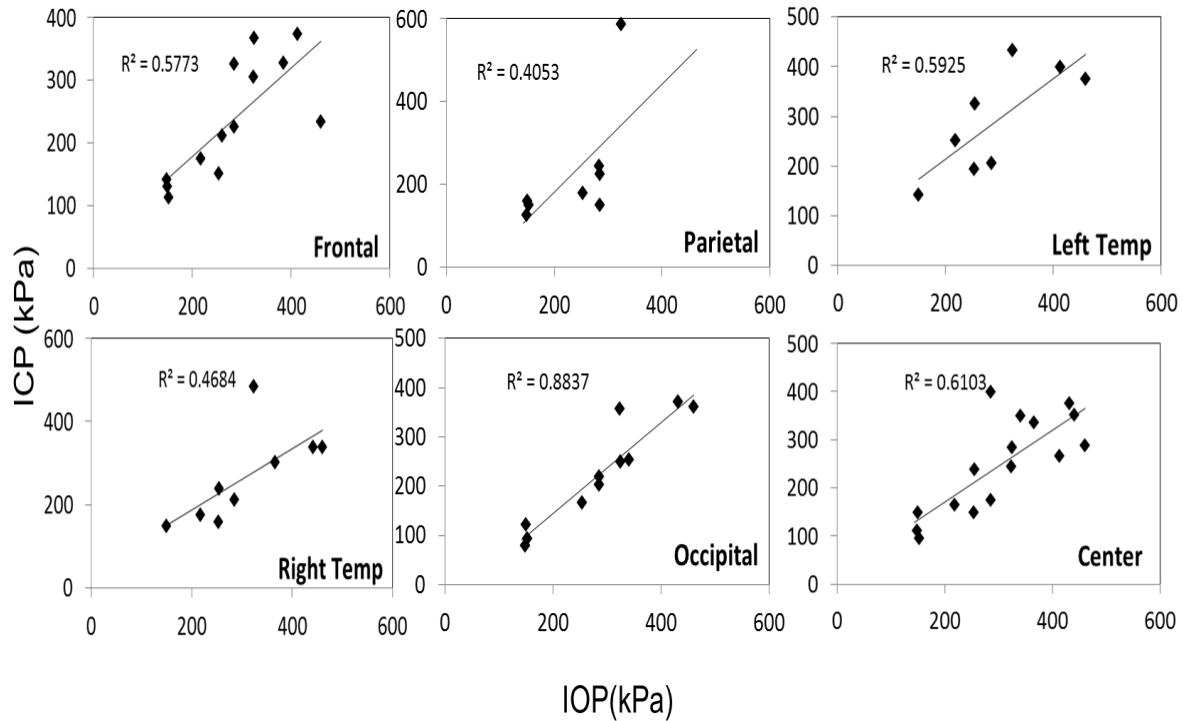 400
300
200
100
0
0 200 400 600
R² = 0.5773
Frontal
600
400
200
0
0 200 400 600
R² = 0.4053
Parietal
500
400
300
200
100
0
0 200 400 600
R² = 0.5925
Left Temp
ICP (kPa)
600
400
200
0
0 200 400 600
R² = 0.4684
Right Temp
500
400
300
200
100
0
0 200 400 600
R² = 0.8837
Occipital
500
400
300
200
100
0
0 200 400 600
R² = 0.6103
Center
IOP(kPa)